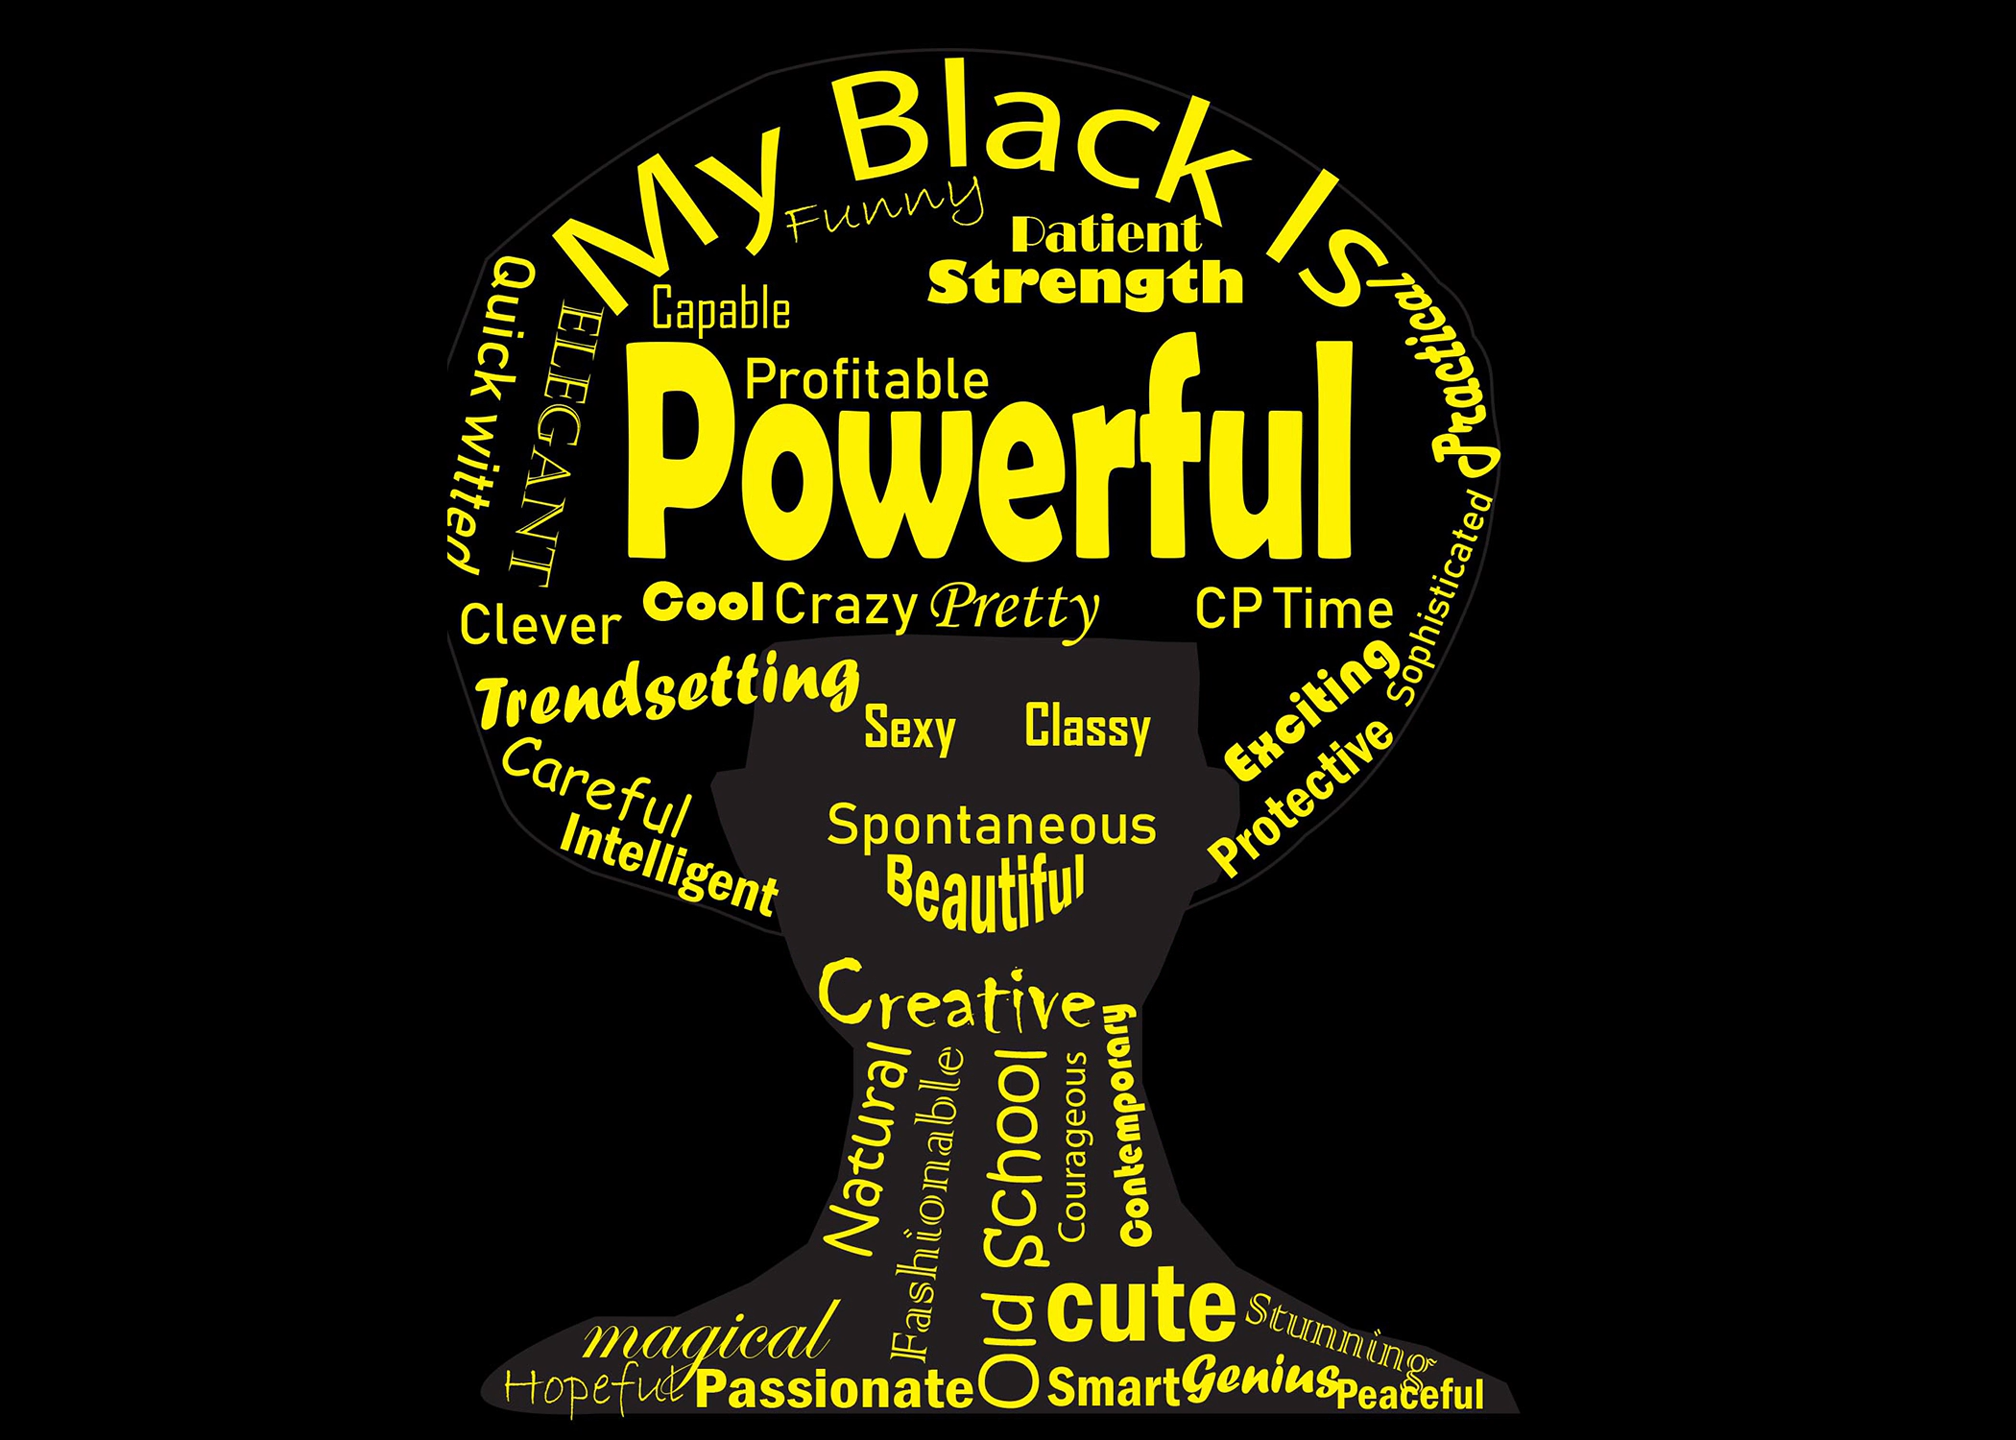 My Black Is
Funny
Patient
Strength
Capable
Quick witted
ELEGANT
Practical
Profitable
Powerful
Sophisticated
Clever
Cool
Crazy
Pretty
CP Time
Trendsetting
Sexy
Classy
Exciting
Protective
Careful
Intelligent
Spontaneous
Beautiful
Creative
Natural
Fashionable
Old School
Courageous
Contemporary
cute
Stunning
magical
Hopeful
Passionate
Smart
Genius
Peaceful